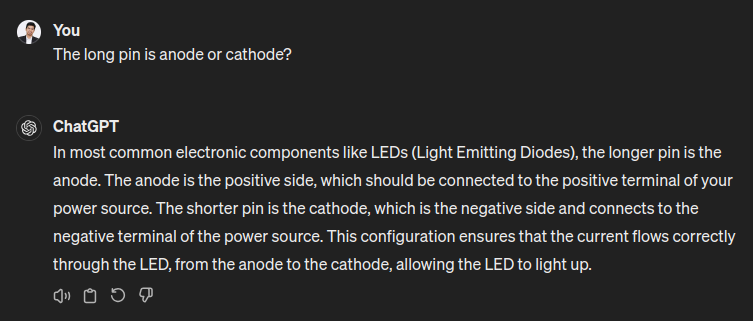 You
The long pin is anode or cathode?
ChatGPT
In most common electronic components like LEDs (Light Emitting Diodes), the longer pin is the
anode. The anode is the positive side, which should be connected to the positive terminal of your
power source. The shorter pin is the cathode, which is the negative side and connects to the
negative terminal of the power source. This configuration ensures that the current flows correctly
through the LED, from the anode to the cathode, allowing the LED to light up.